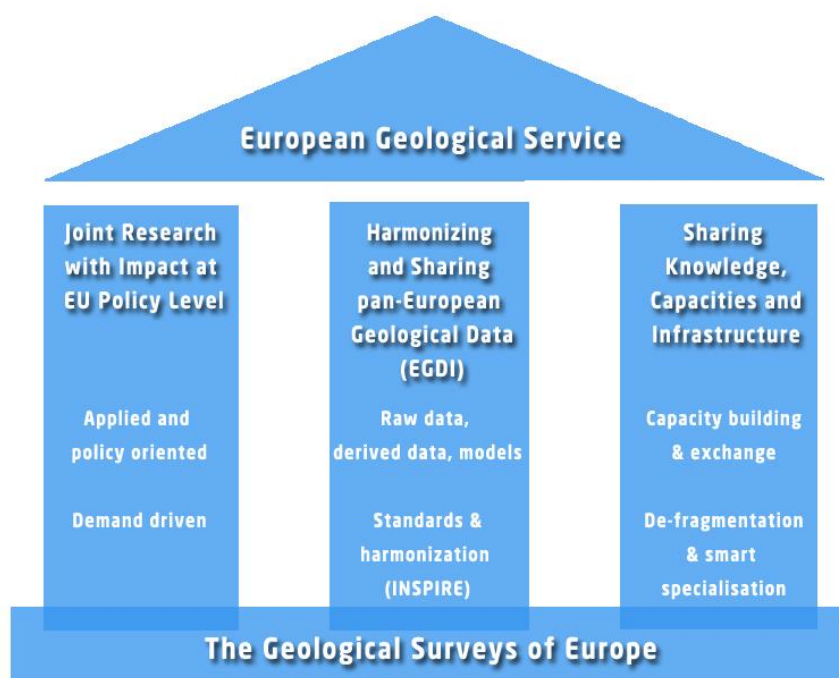 European Geological Service
Joint Research
with Impact at
EU Policy Level
Applied and
policy oriented
Demand driven
Harmonizing
and Sharing
pan-European
Geological Data
(EGDI)
Raw data,
derived data, models
Standards &
harmonization
(INSPIRE)
Sharing
Knowledge,
Capacities and
Infrastructure
Capacity building
& exchange
De-fragmentation
& smart
specialisation
The Geological Surveys of Europe